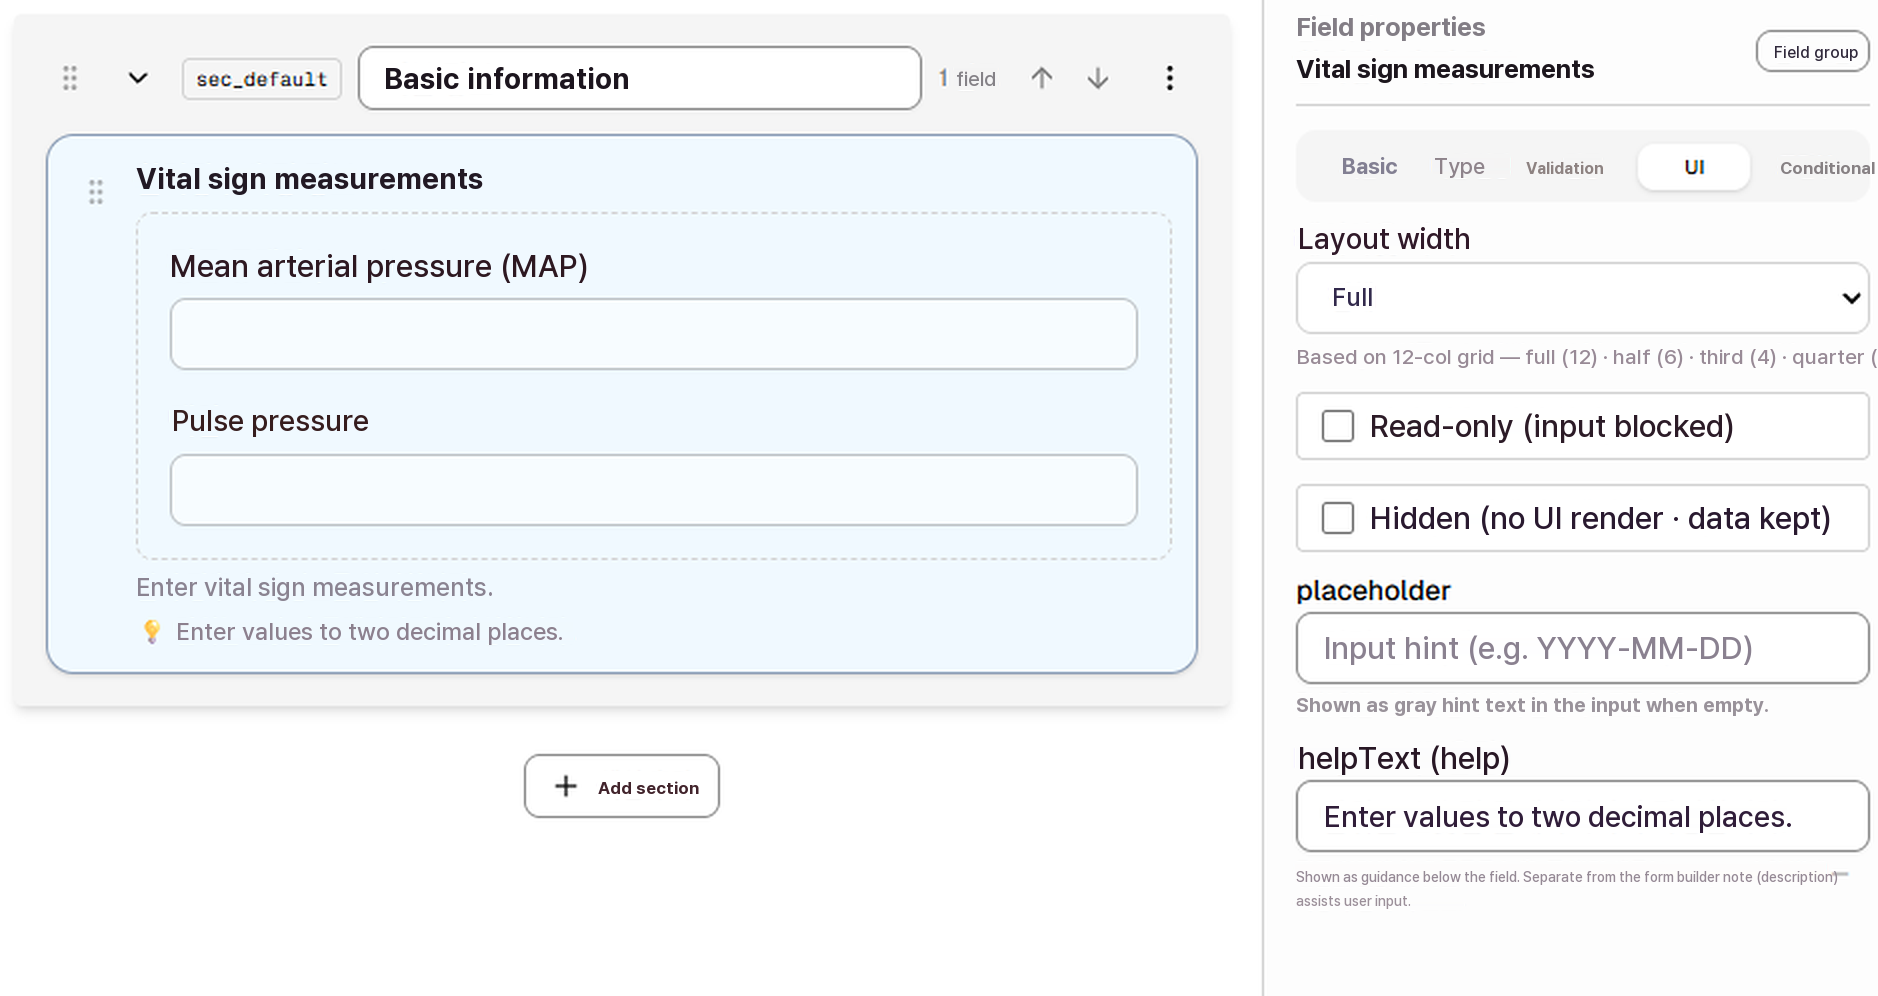 sec_default
Basic information
1 field
Vital sign measurements
Mean arterial pressure (MAP)
Pulse pressure
Enter vital sign measurements.
Enter values to two decimal places.
Add section
Field properties
Vital sign measurements
Field group
Basic Type Validation UI Conditional
Layout width
Full
Based on 12-col grid — full (12) · half (6) · third (4) · quarter (
Read-only (input blocked)
Hidden (no UI render · data kept)
placeholder
Input hint (e.g. YYYY-MM-DD)
Shown as gray hint text in the input when empty.
helpText (help)
Enter values to two decimal places.
Shown as guidance below the field. Separate from the form builder note (description) —
assists user input.